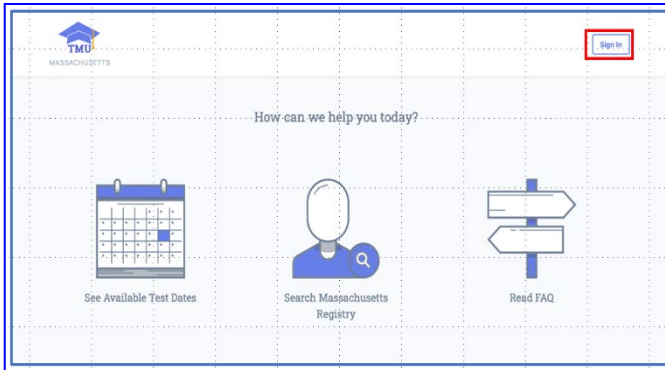 TMU
MASSACHUSETTS
Sign In
How can we help you today?
See Available Test Dates
Search Massachusetts
Registry
Read FAQ